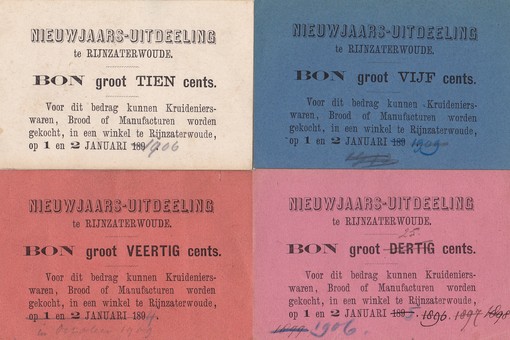 NIEUWJAARS-UITDEELING
te RIJNZATERWOUDE.
BON groot TIEN cents.
Voor dit bedrag kunnen Kruideniers-
waren, Brood of Manufacturen worden
gekocht, in een winkel te Rijnzaterwoude,
op 1 en 2 JANUARI 189 1906
NIEUWJAARS-UITDEELING
te RIJNZATERWOUDE.
BON groot VIJF cents.
Voor dit bedrag kunnen Kruideniers-
waren, Brood of Manufacturen worden
gekocht, in een winkel te Rijnzaterwoude,
op 1 en 2 JANUARI 189
NIEUWJAARS-UITDEELING
te RIJNZATERWOUDE.
BON groot VEERTIG cents.
Voor dit bedrag kunnen Kruideniers-
waren, Brood of Manufacturen worden
gekocht, in een winkel te Rijnzaterwoude,
op 1 en 2 JANUARI 189
in
NIEUWJAARS-UITDEELING
te RIJNZATERWOUDE.
25
BON groot DERTIG cents.
Voor dit bedrag kunnen Kruideniers-
waren, Brood of Manufacturen worden
gekocht, in een winkel te Rijnzaterwoude,
op 1 en 2 JANUARI 189 1896. 1897 1898
1899 1906.